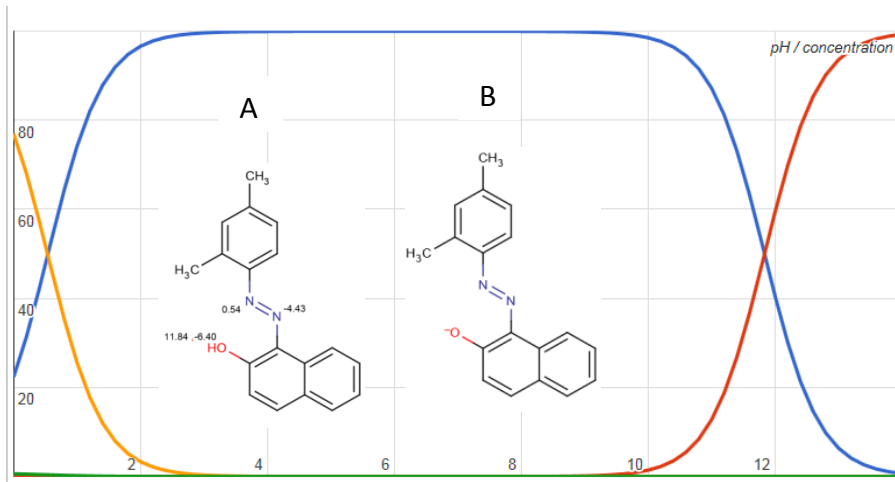 pH / concentration
A
B
80
60
40
20
CH₃
H₃C
N
N
0.54
-4.43
11.84 ,-6.40
HO
CH₃
H₃C
N
N
⁻O
2
4
6
8
10
12